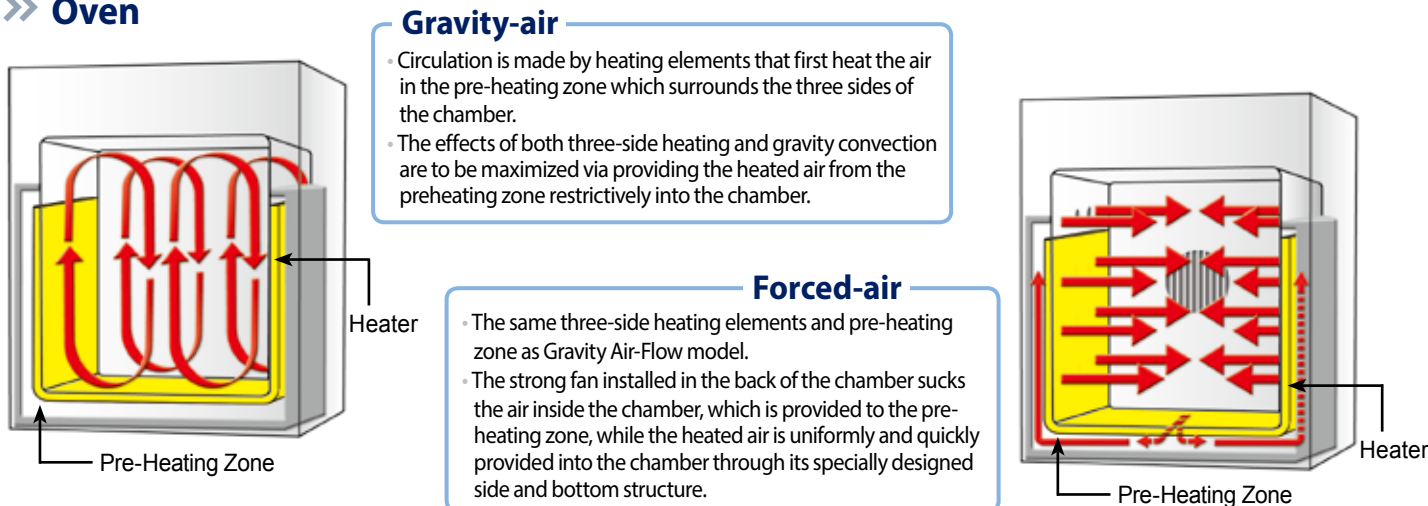 >> Oven
Gravity-air
• Circulation is made by heating elements that first heat the air
in the pre-heating zone which surrounds the three sides of
the chamber.
• The effects of both three-side heating and gravity convection
are to be maximized via providing the heated air from the
preheating zone restrictively into the chamber.
Heater
Pre-Heating Zone
Forced-air
• The same three-side heating elements and pre-heating
zone as Gravity Air-Flow model.
• The strong fan installed in the back of the chamber sucks
the air inside the chamber, which is provided to the pre-
heating zone, while the heated air is uniformly and quickly
provided into the chamber through its specially designed
side and bottom structure.
Heater
Pre-Heating Zone